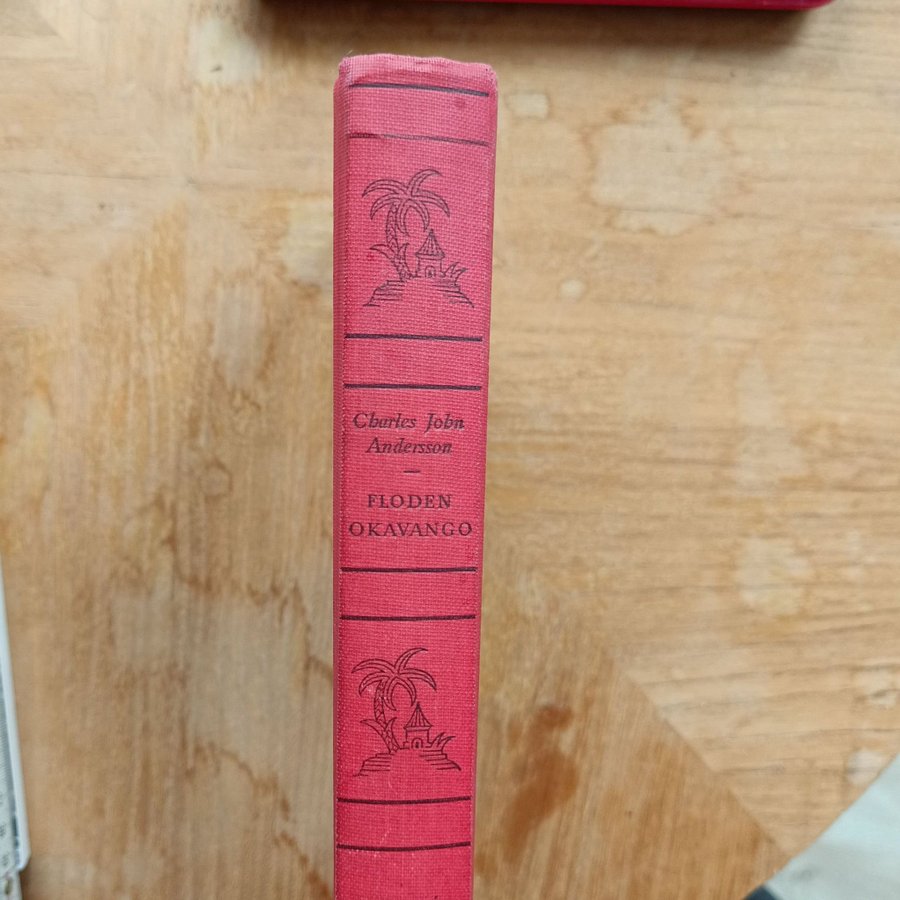 Charles John
Andersson
FLODEN
OKAVANGO